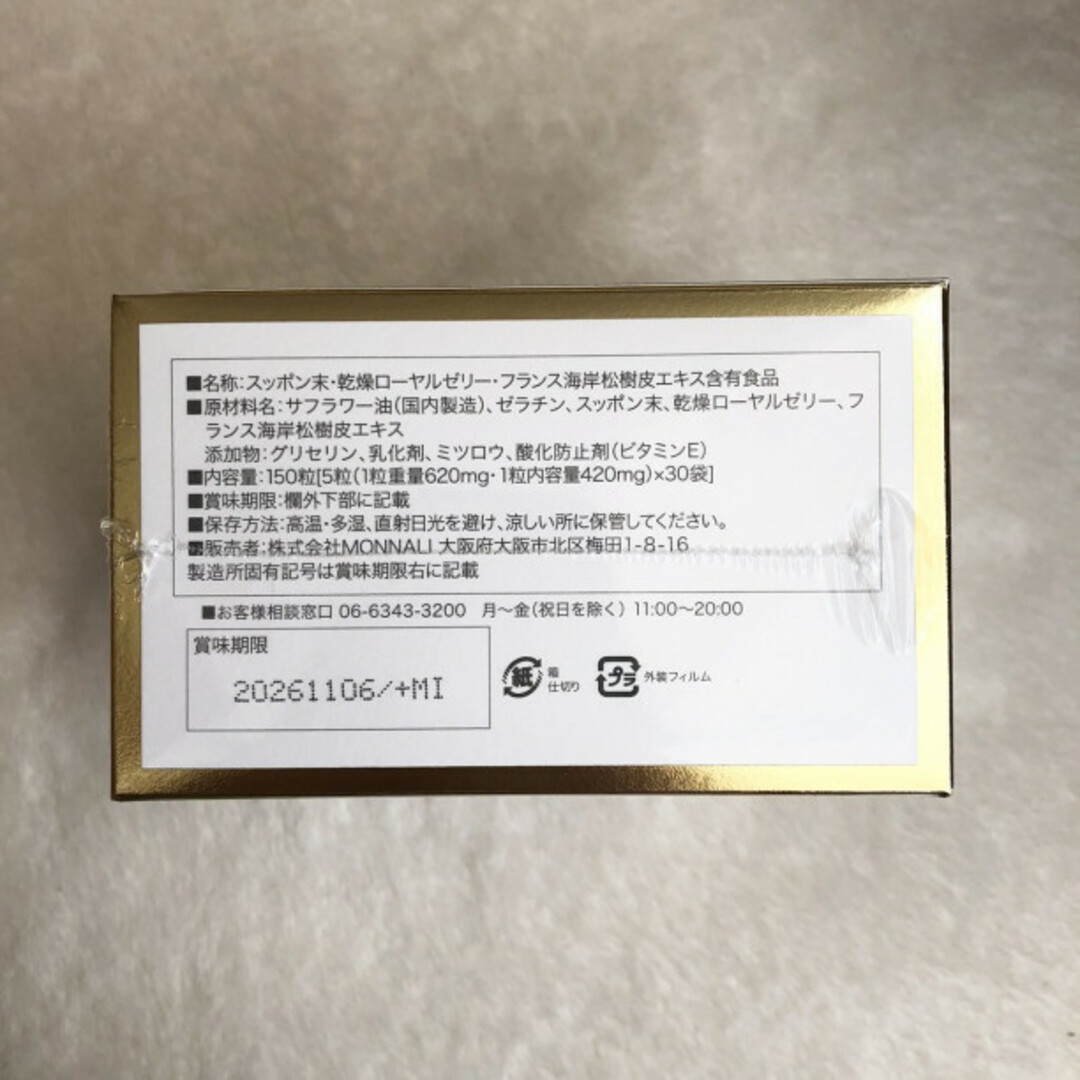 ■名称:スッポン末・乾燥ローヤルゼリー・フランス海岸松樹皮エキス含有食品
■原材料名:サフラワー油(国内製造)、ゼラチン、スッポン末、乾燥ローヤルゼリー、フ
ランス海岸松樹皮エキス
添加物:グリセリン、乳化剤、ミツロウ、酸化防止剤(ビタミンE)
■内容量:150粒[5粒(1粒重量620mg・1粒内容量420mg)×30袋]
■賞味期限:欄外下部に記載
■保存方法:高温・多湿、直射日光を避け、涼しい所に保管してください。
■販売者:株式会社MONNALI 大阪府大阪市北区梅田1-8-16
製造所固有記号は賞味期限右に記載
■お客様相談窓口 06-6343-3200 月～金(祝日を除く) 11:00～20:00
賞味期限
20261106/+MI
紙 箱 仕切り プラ 外装フィルム